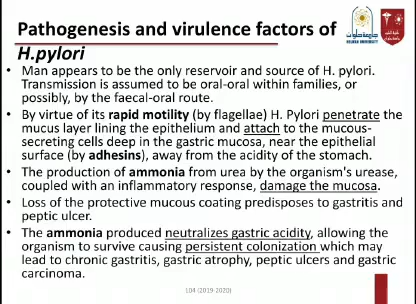 Pathogenesis and virulence factors of
H.pylori
• Man appears to be the only reservoir and source of H. pylori.
Transmission is assumed to be oral-oral within families, or
possibly, by the faecal-oral route.
• By virtue of its rapid motility (by flagellae) H. Pylori penetrate the
mucus layer lining the epithelium and attach to the mucous-
secreting cells deep in the gastric mucosa, near the epithelial
surface (by adhesins), away from the acidity of the stomach.
• The production of ammonia from urea by the organism's urease,
coupled with an inflammatory response, damage the mucosa.
• Loss of the protective mucous coating predisposes to gastritis and
peptic ulcer.
• The ammonia produced neutralizes gastric acidity, allowing the
organism to survive causing persistent colonization which may
lead to chronic gastritis, gastric atrophy, peptic ulcers and gastric
carcinoma.
104 (2019-2020)